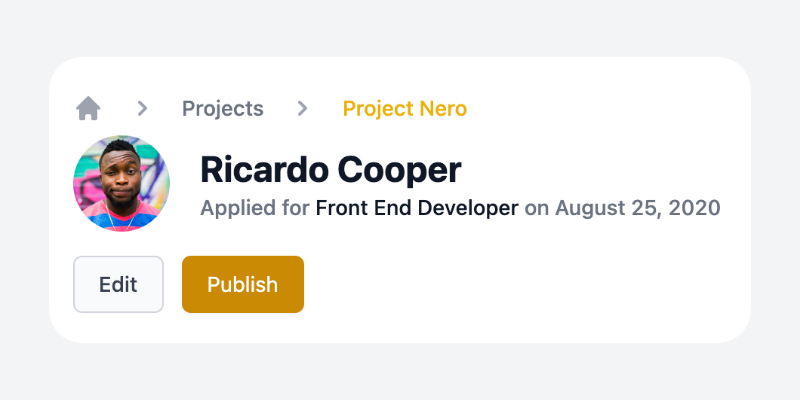 Projects Project Nero
Ricardo Cooper
Applied for Front End Developer on August 25, 2020
Edit Publish